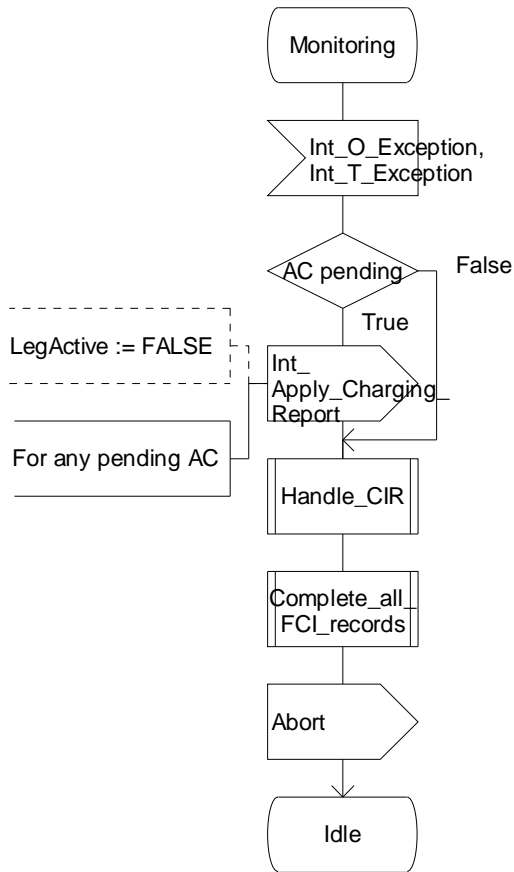 Monitoring
Int_O_Exception,
Int_T_Exception
AC pending
False
True
LegActive := FALSE
Int_
Apply_Charging_
Report
For any pending AC
Handle_CIR
Complete_all_
FCI_records
Abort
Idle